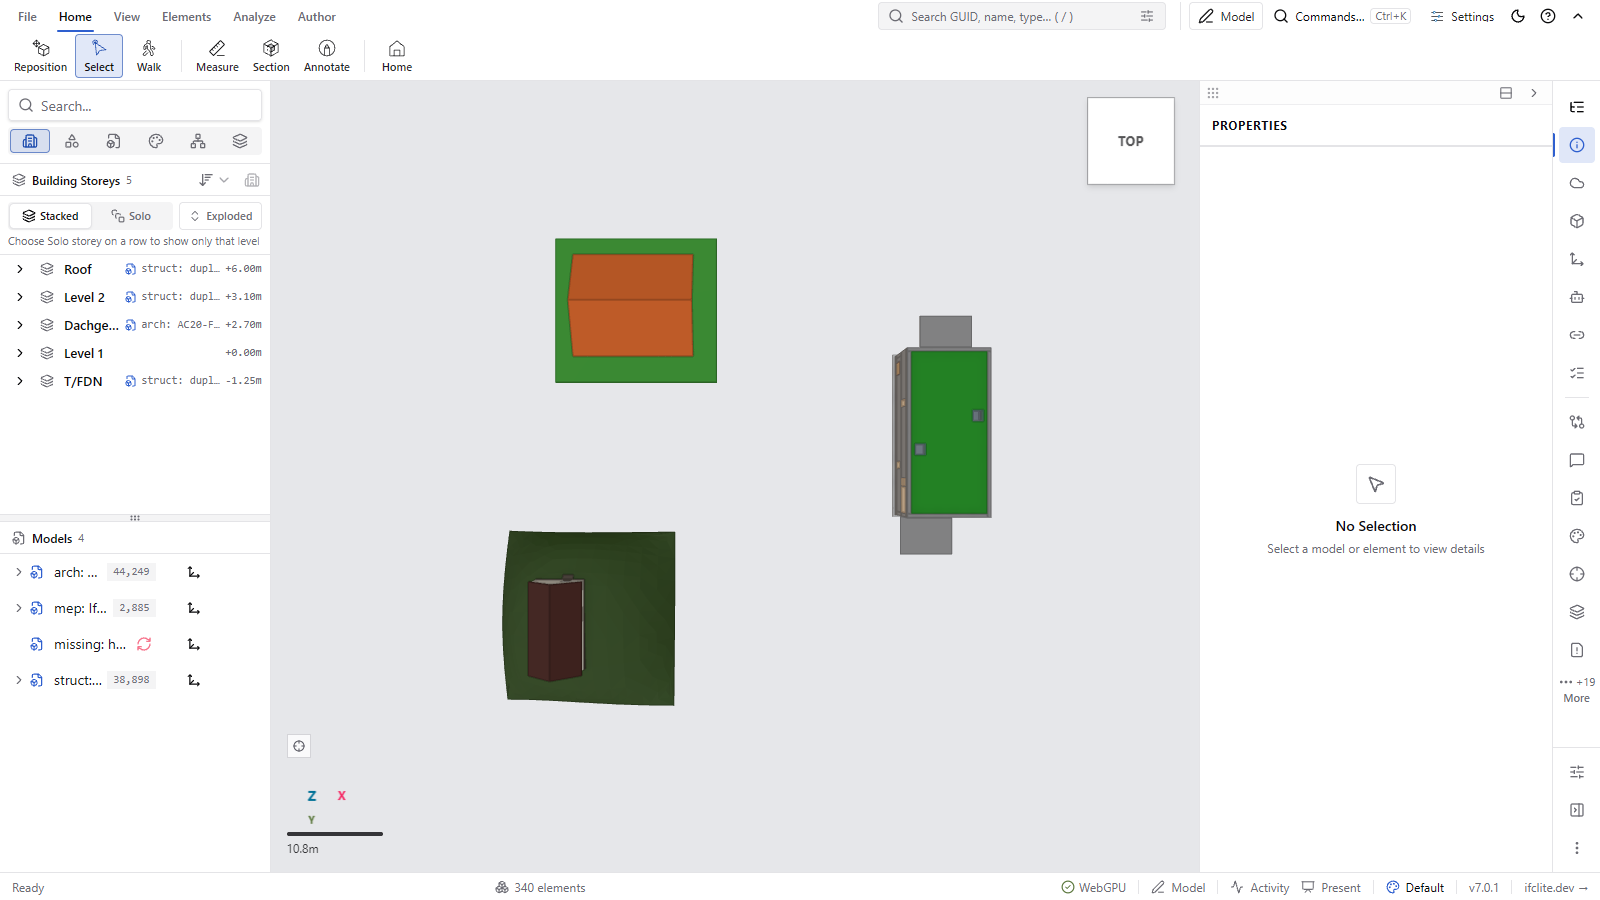 File Home View Elements Analyze Author
Search GUID, name, type... ( / )
Model
Commands... Ctrl+K
Settings
Reposition Select Walk Measure Section Annotate Home
Search...
Building Storeys 5
Stacked Solo Exploded
Choose Solo storey on a row to show only that level
Roof struct: dupl… +6.00m
Level 2 struct: dupl… +3.10m
Dachge... arch: AC20-F… +2.70m
Level 1 +0.00m
T/FDN struct: dupl… -1.25m
Models 4
arch: ... 44,249
mep: If... 2,885
missing: h...
struct:... 38,898
TOP
Z X
Y
10.8m
PROPERTIES
No Selection
Select a model or element to view details
+19
More
Ready
340 elements
WebGPU
Model
Activity
Present
Default
v7.0.1
ifclite.dev →